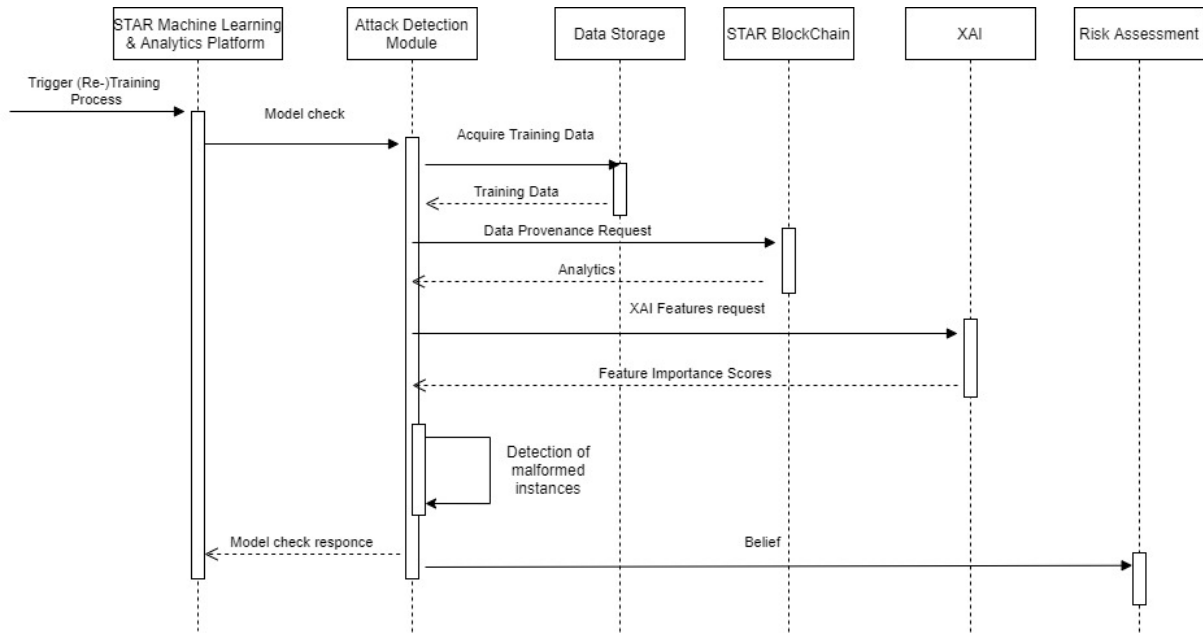 STAR Machine Learning
& Analytics Platform
Attack Detection
Module
Data Storage
STAR BlockChain
XAI
Risk Assessment
Trigger (Re-)Training
Process
Model check
Acquire Training Data
Training Data
Data Provenance Request
Analytics
XAI Features request
Feature Importance Scores
Detection of
malformed
instances
Model check responce
Belief